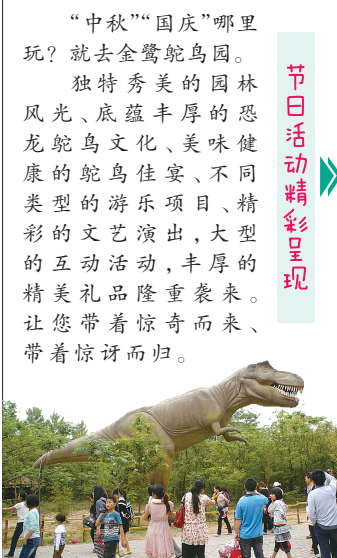 “中秋”“国庆”哪里
玩？就去金鹭鸵鸟园。
独特秀美的园林
风光、底蕴丰厚的恐
龙鸵鸟文化、美味健
康的鸵鸟佳宴、不同
类型的游乐项目、精
彩的文艺演出，大型
的互动活动，丰厚的
精美礼品隆重袭来。
让您带着惊奇而来、
带着惊讶而归。
节日活动精彩呈现